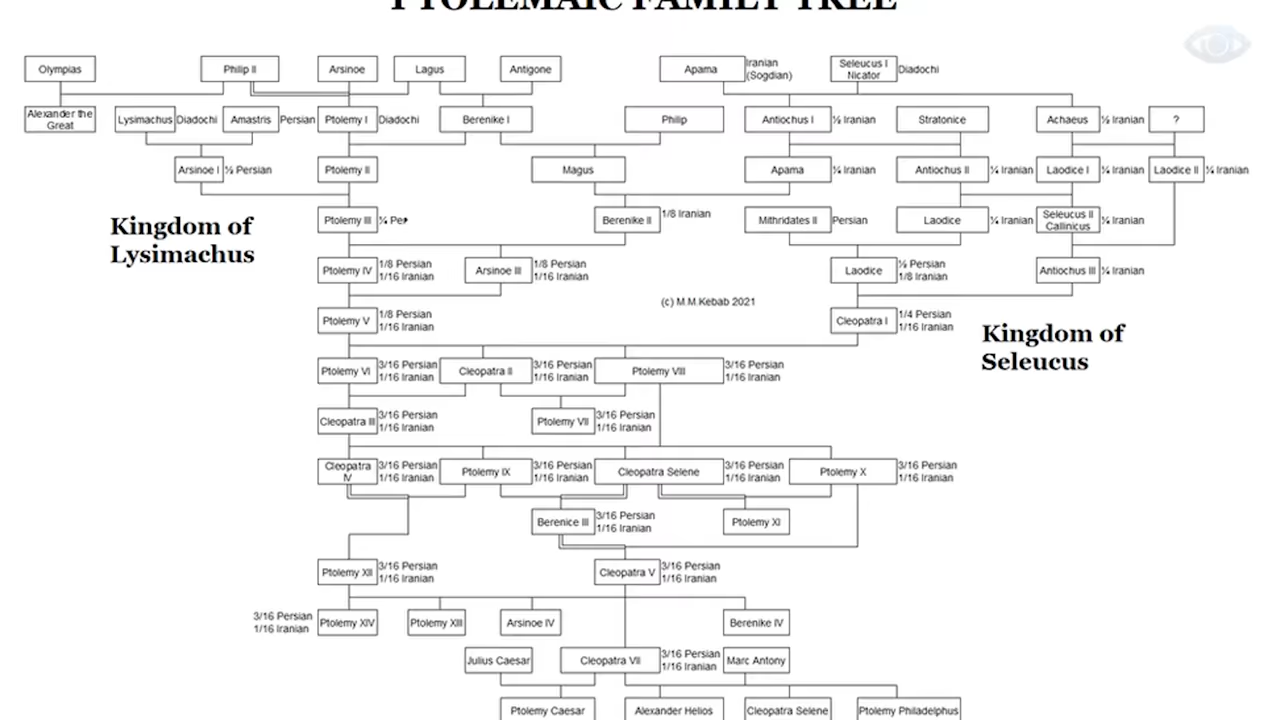 PTOLEMAIC FAMILY TREE
Olympias
Philip II
Arsinoe
Lagus
Antigone
Apama
Iranian
(Sogdian)
Seleucus I
Nicator
Diadochi
Alexander the
Great
Lysimachus
Diadochi
Amastris
Persian
Ptolemy I
Diadochi
Berenike I
Philip
Antiochus I
½ Iranian
Stratonice
Achaeus
½ Iranian
?
Arsinoe I
½ Persian
Ptolemy II
Magus
Apama
¼ Iranian
Antiochus II
¼ Iranian
Laodice I
¼ Iranian
Laodice II
¼ Iranian
Kingdom of
Lysimachus
Ptolemy III
¼ Per
Berenike II
1/8 Iranian
Mithridates II
Persian
Laodice
¼ Iranian
Seleucus II
Callinicus
¼ Iranian
Ptolemy IV
1/8 Persian
1/16 Iranian
Arsinoe III
1/8 Persian
1/16 Iranian
Laodice
½ Persian
1/8 Iranian
Antiochus III
¼ Iranian
(c) M.M.Kebab 2021
Ptolemy V
1/8 Persian
1/16 Iranian
Cleopatra I
1/4 Persian
1/16 Iranian
Kingdom of
Seleucus
Ptolemy VI
3/16 Persian
1/16 Iranian
Cleopatra II
3/16 Persian
1/16 Iranian
Ptolemy VIII
3/16 Persian
1/16 Iranian
Cleopatra III
3/16 Persian
1/16 Iranian
Ptolemy VII
3/16 Persian
1/16 Iranian
Cleopatra
IV
3/16 Persian
1/16 Iranian
Ptolemy IX
3/16 Persian
1/16 Iranian
Cleopatra Selene
3/16 Persian
1/16 Iranian
Ptolemy X
3/16 Persian
1/16 Iranian
Berenice III
3/16 Persian
1/16 Iranian
Ptolemy XI
Ptolemy XII
3/16 Persian
1/16 Iranian
Cleopatra V
3/16 Persian
1/16 Iranian
3/16 Persian
1/16 Iranian
Ptolemy XIV
Ptolemy XIII
Arsinoe IV
Berenike IV
Julius Caesar
Cleopatra VII
3/16 Persian
1/16 Iranian
Marc Antony
Ptolemy Caesar
Alexander Helios
Cleopatra Selene
Ptolemy Philadelphus